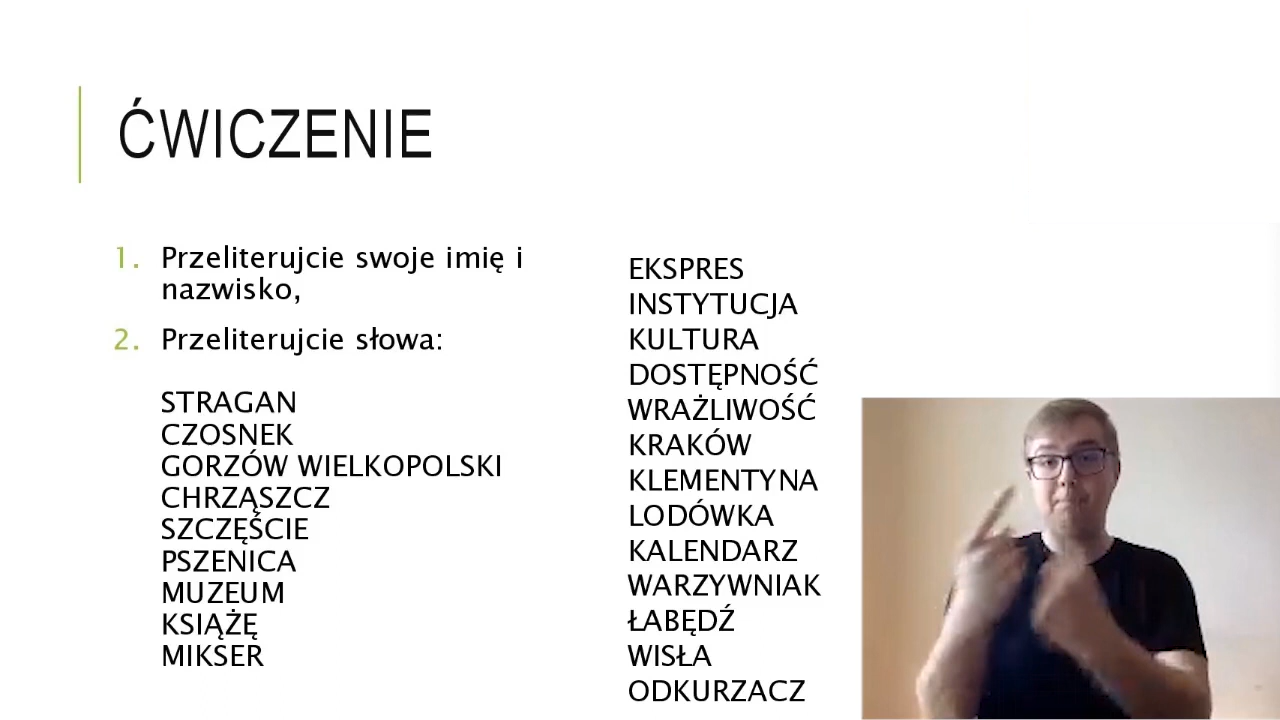 ĆWICZENIE
1. Przeliterujcie swoje imię i
nazwisko,
2. Przeliterujcie słowa:
STRAGAN
CZOSNEK
GORZÓW WIELKOPOLSKI
CHRZĄSZCZ
SZCZĘŚCIE
PSZENICA
MUZEUM
KSIĄŻĘ
MIKSER
EKSPRES
INSTYTUCJA
KULTURA
DOSTĘPNOŚĆ
WRAŻLIWOŚĆ
KRAKÓW
KLEMENTYNA
LODÓWKA
KALENDARZ
WARZYWNIAK
ŁABĘDŹ
WISŁA
ODKURZACZ